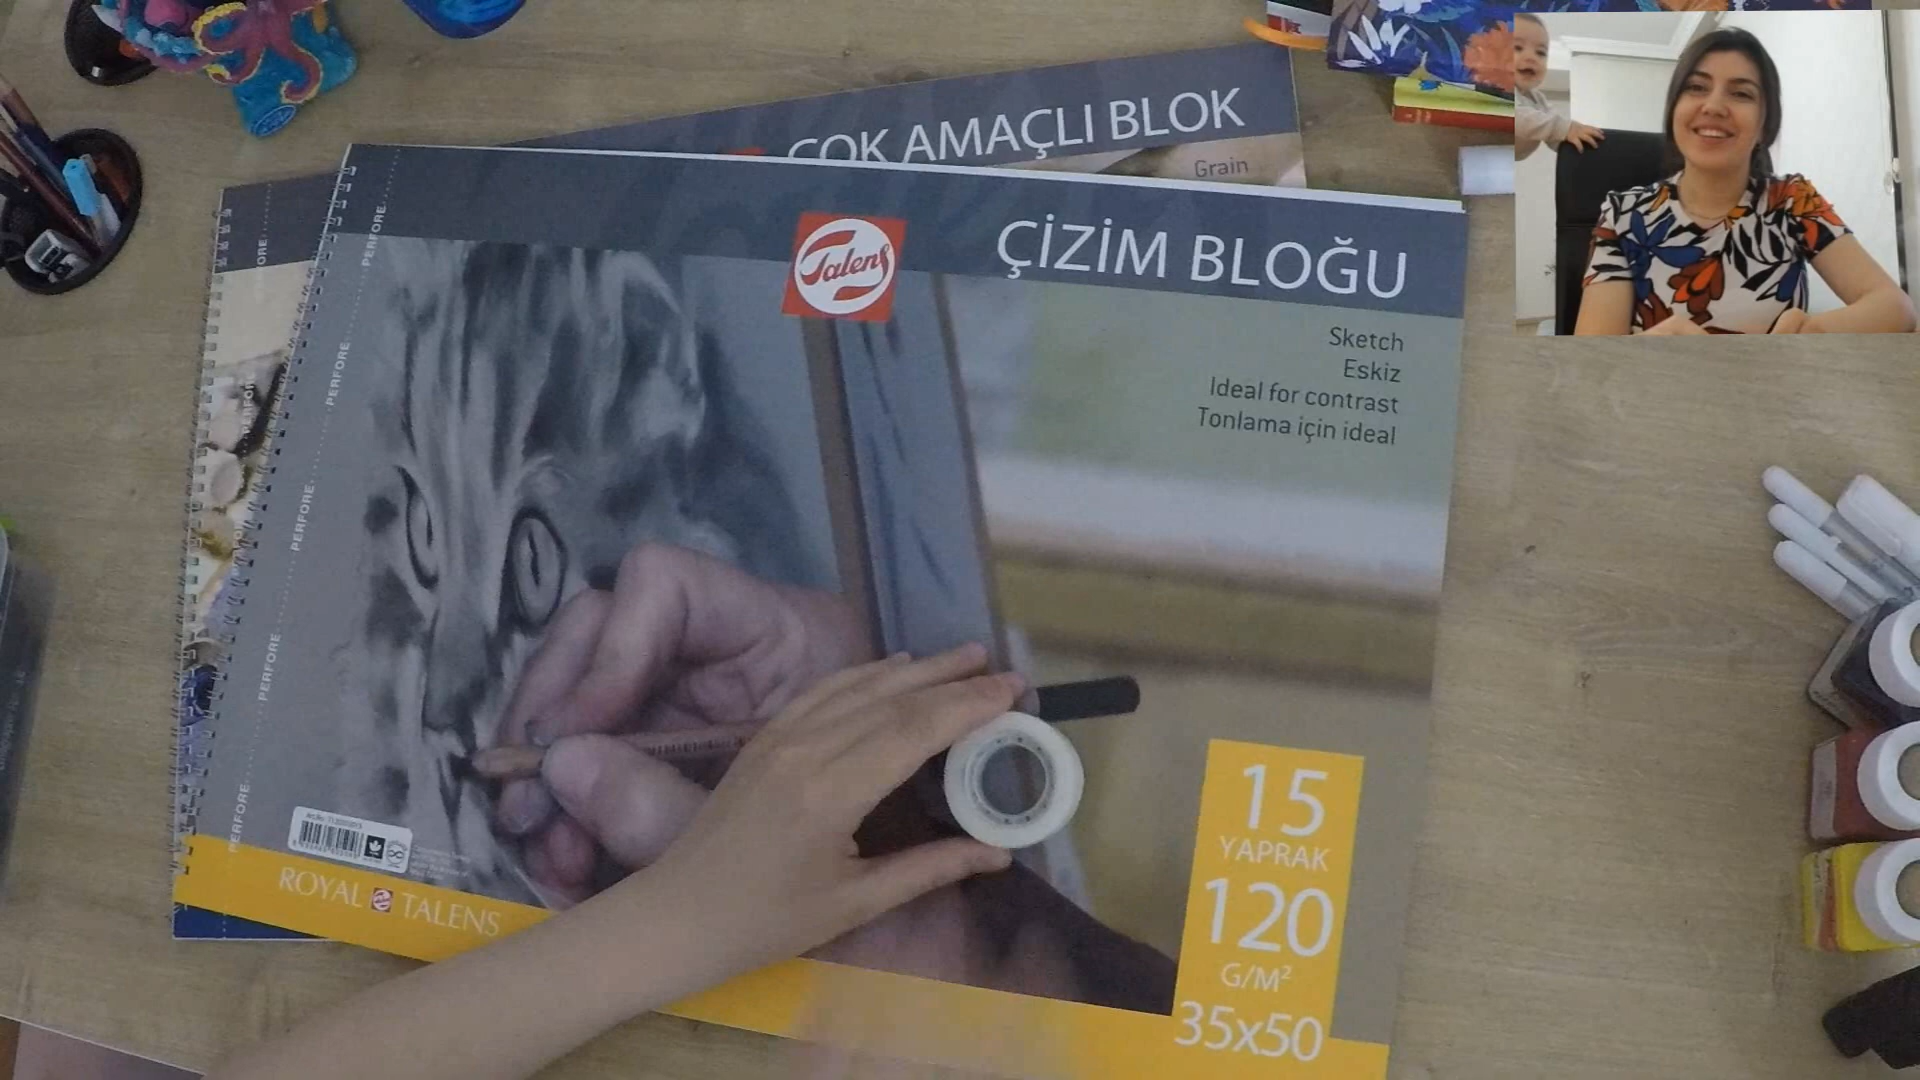 ÇOK AMAÇLI BLOK
Grain
Talens
ÇİZİM BLOĞU
Sketch
Eskiz
Ideal for contrast
Tonlama için ideal
PERFORE
PERFORE
PERFORE
PERFORE
PERFORE
PERFORE
ROYAL TALENS
15
YAPRAK
120
G/M²
35x50